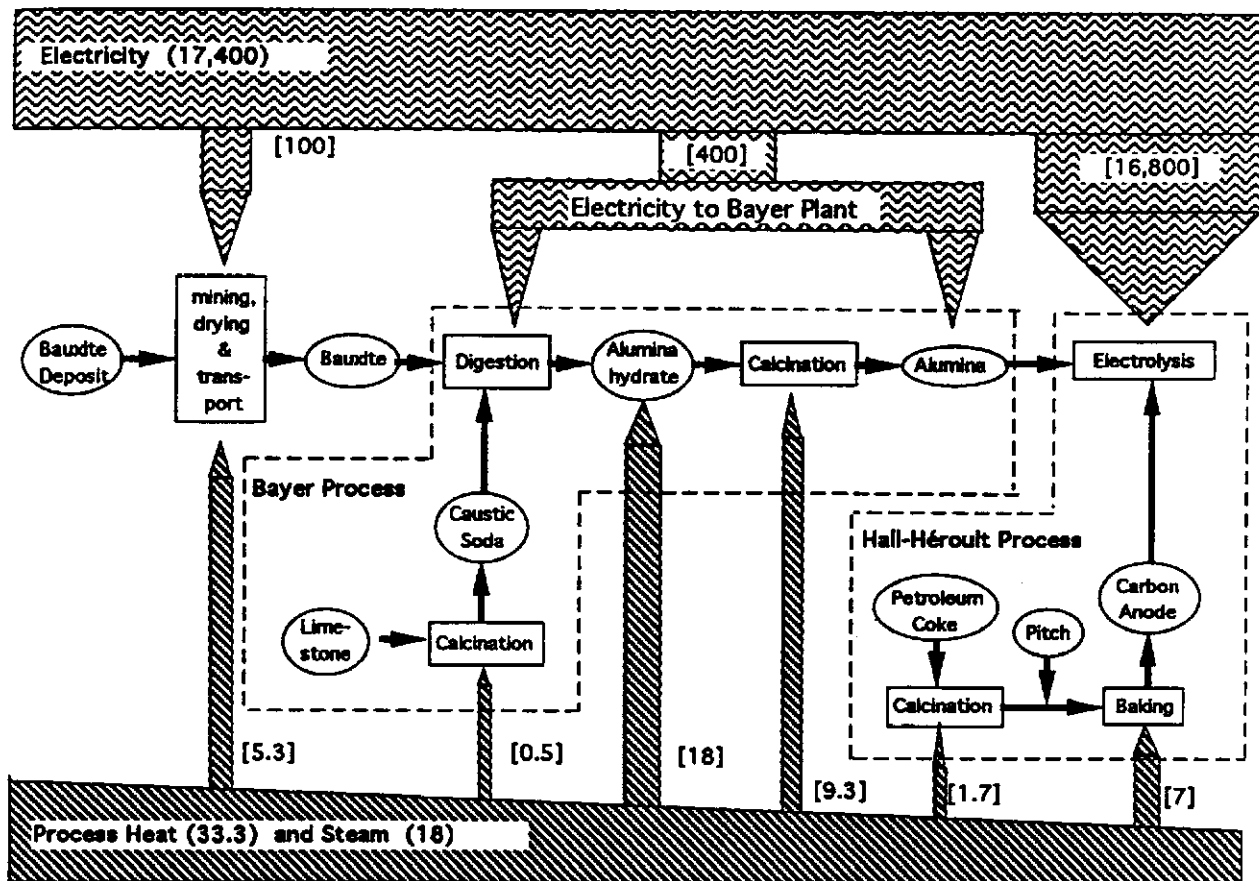 Electricity (17,400)
[100]
[400]
[16,800]
Electricity to Bayer Plant
mining,
drying
&
trans-
port
Bauxite
Deposit
Bauxite
Digestion
Alumina
hydrate
Calcination
Alumina
Electrolysis
Bayer Process
Caustic
Soda
Lime-
stone
Calcination
Hall-Héroult Process
Petroleum
Coke
Pitch
Carbon
Anode
Calcination
Baking
[5.3]
[0.5]
[18]
[9.3]
[1.7]
[7]
Process Heat (33.3) and Steam (18)